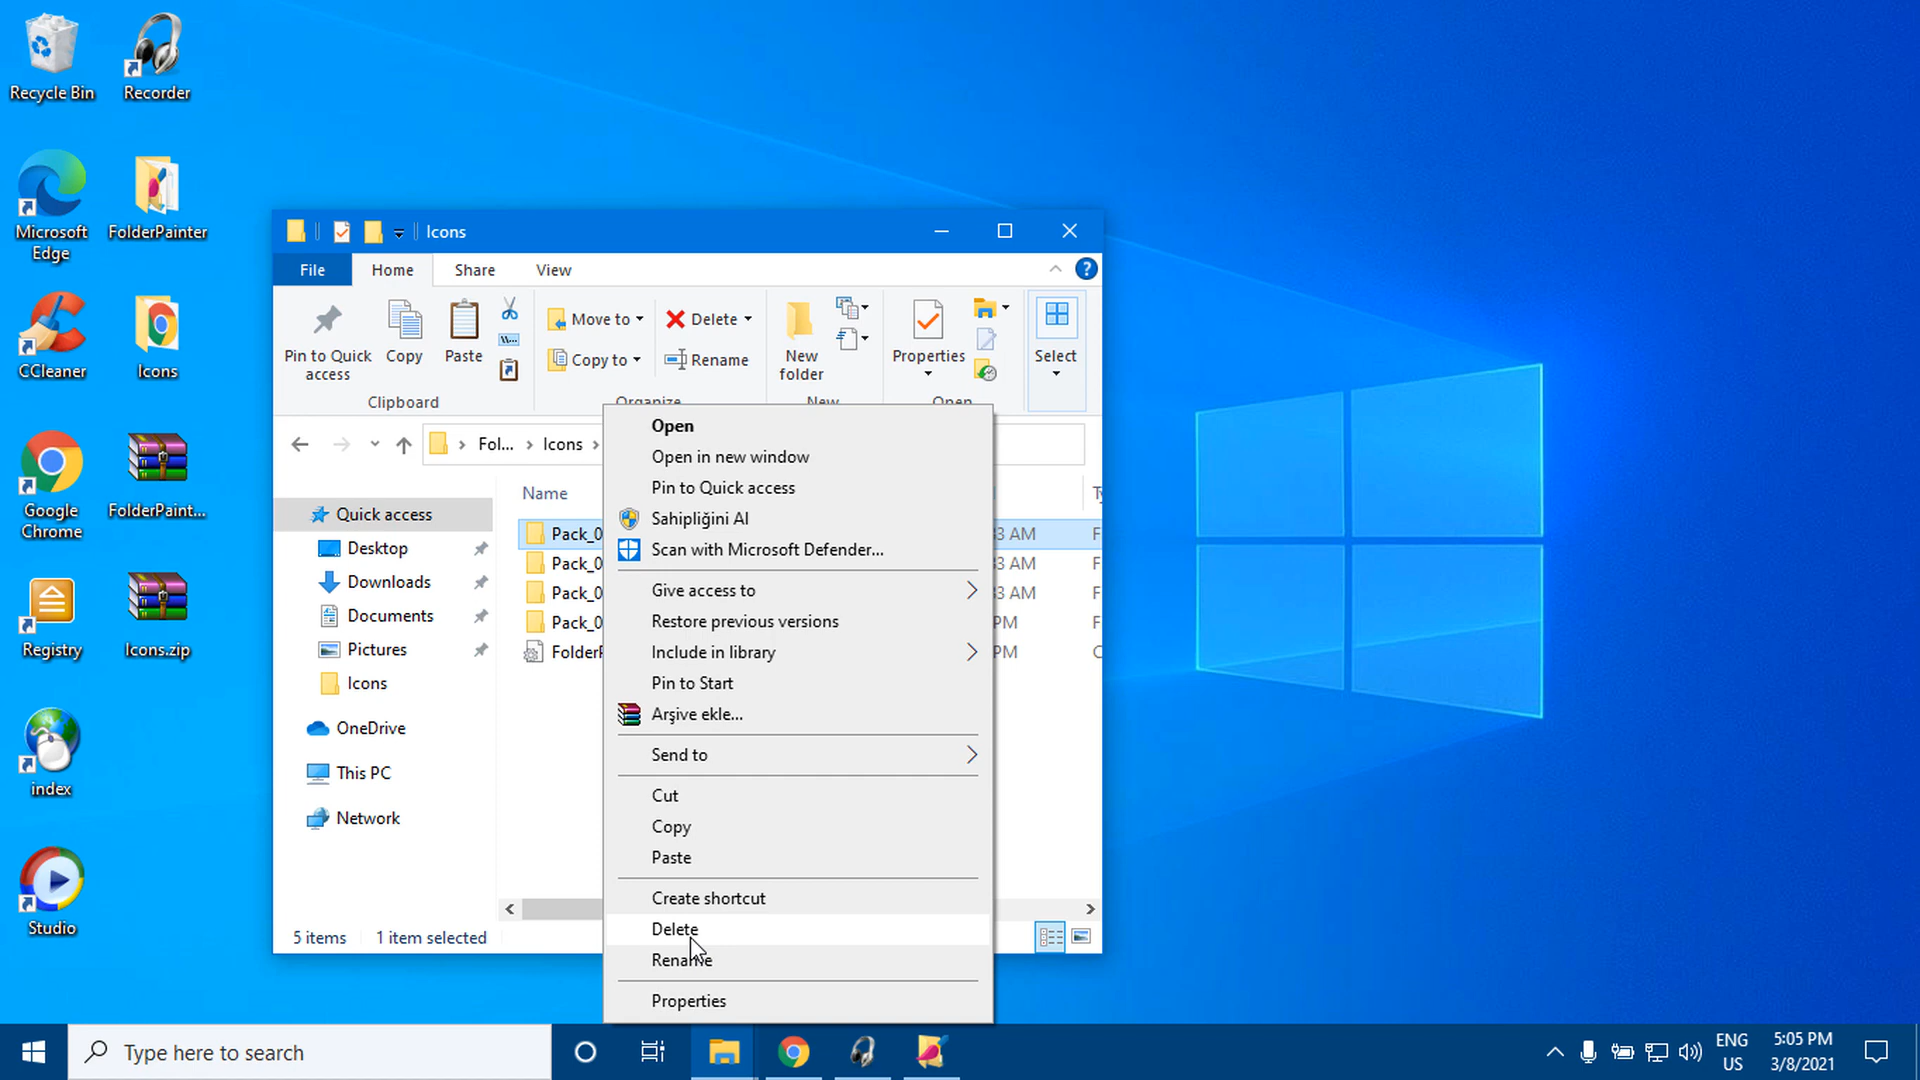 Recycle Bin
Recorder
Microsoft
Edge
FolderPainter
CCleaner
Icons
Google
Chrome
FolderPaint...
Registry
Icons.zip
index
Studio
Icons
File
Home
Share
View
Pin to Quick
access
Copy
Paste
Move to
Copy to
Delete
Rename
New
folder
Properties
Select
Clipboard
Organize
New
Open
Fol...
Icons
Name
Quick access
Desktop
Downloads
Documents
Pictures
Icons
OneDrive
This PC
Network
Pack_0
33 AM
F
Pack_0
33 AM
F
Pack_0
33 AM
F
Pack_0
PM
F
FolderP
PM
C
5 items
1 item selected
Open
Open in new window
Pin to Quick access
Sahipliğini Al
Scan with Microsoft Defender...
Give access to
Restore previous versions
Include in library
Pin to Start
Arşive ekle...
Send to
Cut
Copy
Paste
Create shortcut
Delete
Rename
Properties
Type here to search
ENG
US
5:05 PM
3/8/2021